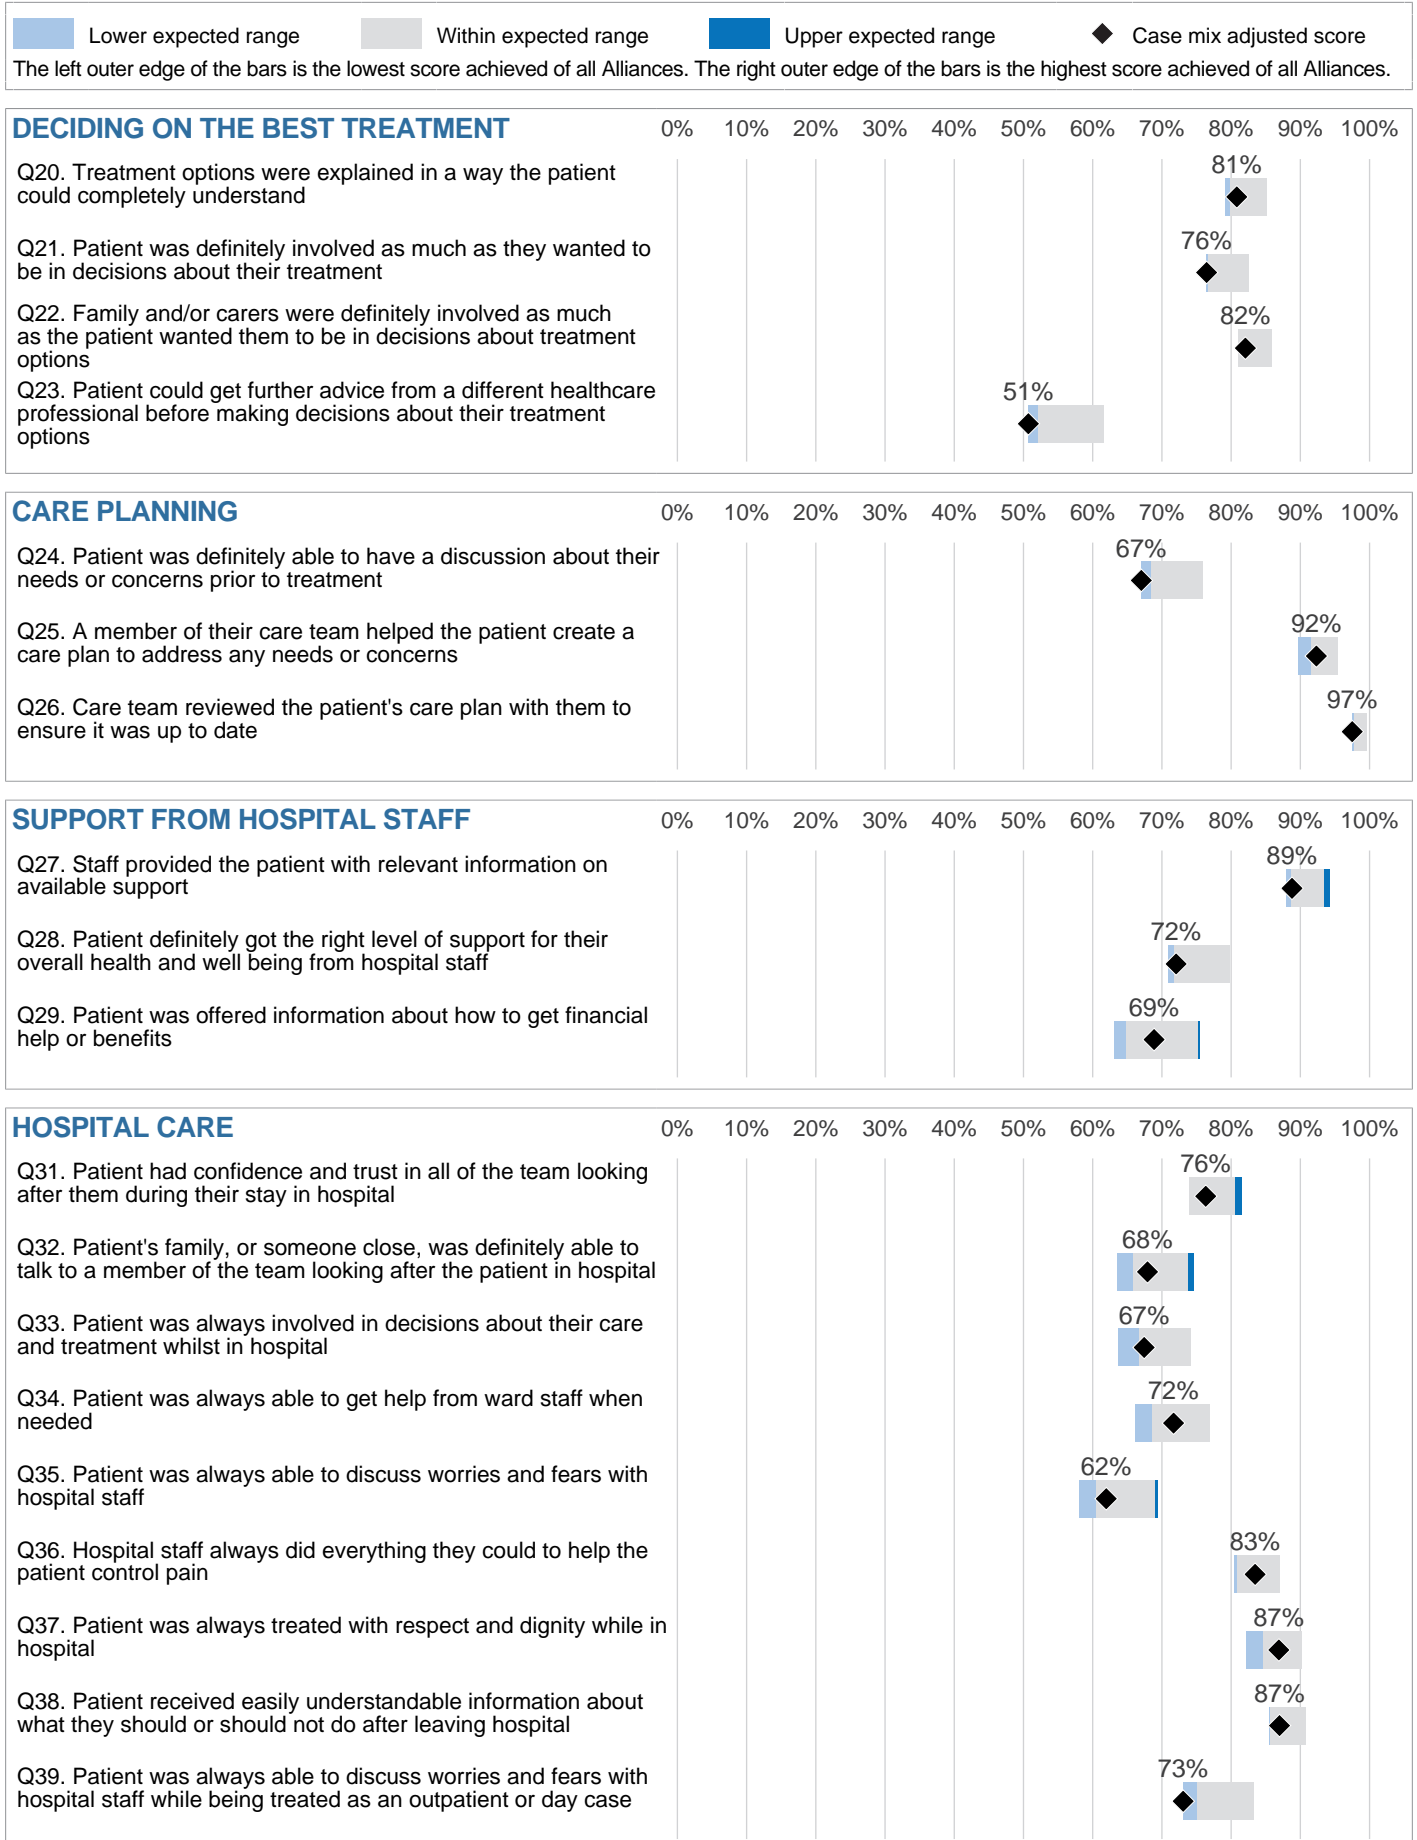 Lower expected range Within expected range Upper expected range Case mix adjusted score
The left outer edge of the bars is the lowest score achieved of all Alliances. The right outer edge of the bars is the highest score achieved of all Alliances.
DECIDING ON THE BEST TREATMENT 0% 10% 20% 30% 40% 50% 60% 70% 80% 90% 100%
Q20. Treatment options were explained in a way the patient
could completely understand
81%
Q21. Patient was definitely involved as much as they wanted to
be in decisions about their treatment
76%
Q22. Family and/or carers were definitely involved as much
as the patient wanted them to be in decisions about treatment
options
82%
Q23. Patient could get further advice from a different healthcare
professional before making decisions about their treatment
options
51%
CARE PLANNING 0% 10% 20% 30% 40% 50% 60% 70% 80% 90% 100%
Q24. Patient was definitely able to have a discussion about their
needs or concerns prior to treatment
67%
Q25. A member of their care team helped the patient create a
care plan to address any needs or concerns
92%
Q26. Care team reviewed the patient's care plan with them to
ensure it was up to date
97%
SUPPORT FROM HOSPITAL STAFF 0% 10% 20% 30% 40% 50% 60% 70% 80% 90% 100%
Q27. Staff provided the patient with relevant information on
available support
89%
Q28. Patient definitely got the right level of support for their
overall health and well being from hospital staff
72%
Q29. Patient was offered information about how to get financial
help or benefits
69%
HOSPITAL CARE 0% 10% 20% 30% 40% 50% 60% 70% 80% 90% 100%
Q31. Patient had confidence and trust in all of the team looking
after them during their stay in hospital
76%
Q32. Patient's family, or someone close, was definitely able to
talk to a member of the team looking after the patient in hospital
68%
Q33. Patient was always involved in decisions about their care
and treatment whilst in hospital
67%
Q34. Patient was always able to get help from ward staff when
needed
72%
Q35. Patient was always able to discuss worries and fears with
hospital staff
62%
Q36. Hospital staff always did everything they could to help the
patient control pain
83%
Q37. Patient was always treated with respect and dignity while in
hospital
87%
Q38. Patient received easily understandable information about
what they should or should not do after leaving hospital
87%
Q39. Patient was always able to discuss worries and fears with
hospital staff while being treated as an outpatient or day case
73%